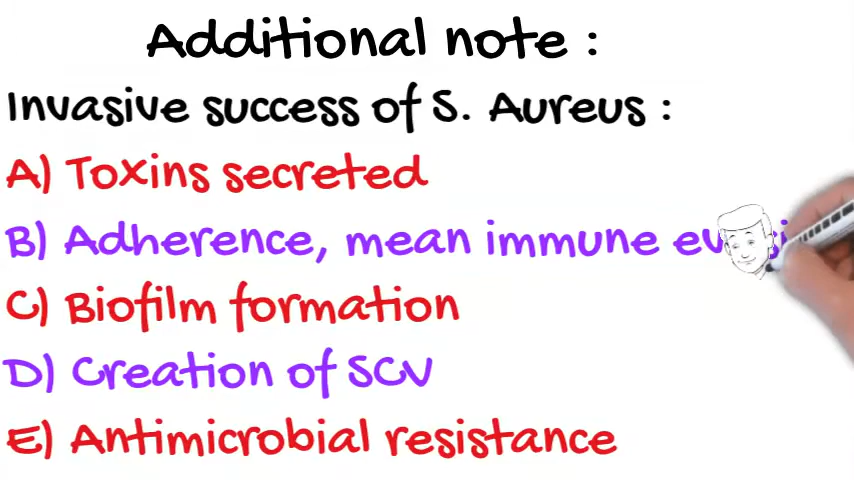 Additional note :
Invasive success of S. Aureus :
A) Toxins secreted
B) Adherence, mean immune
C) Biofilm formation
D) Creation of SCV
E) Antimicrobial resistance